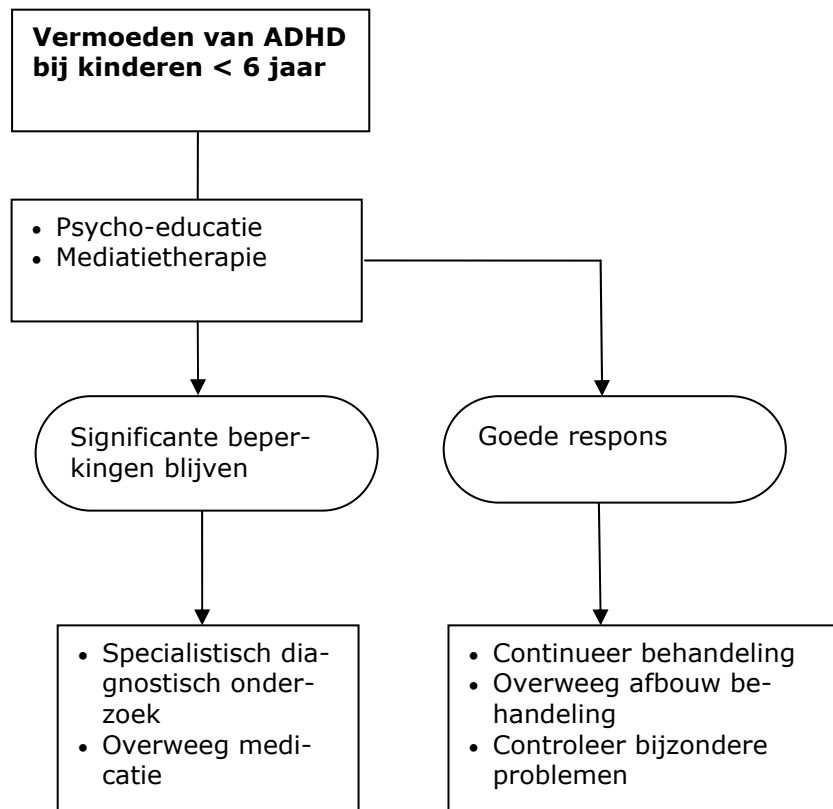 Vermoeden van ADHD
bij kinderen < 6 jaar
• Psycho-educatie
• Mediatietherapie
Significante beper-
kingen blijven
Goede respons
• Specialistisch dia-
gnostisch onder-
zoek
• Overweeg medi-
catie
• Continueer behandeling
• Overweeg afbouw be-
handeling
• Controleer bijzondere
problemen